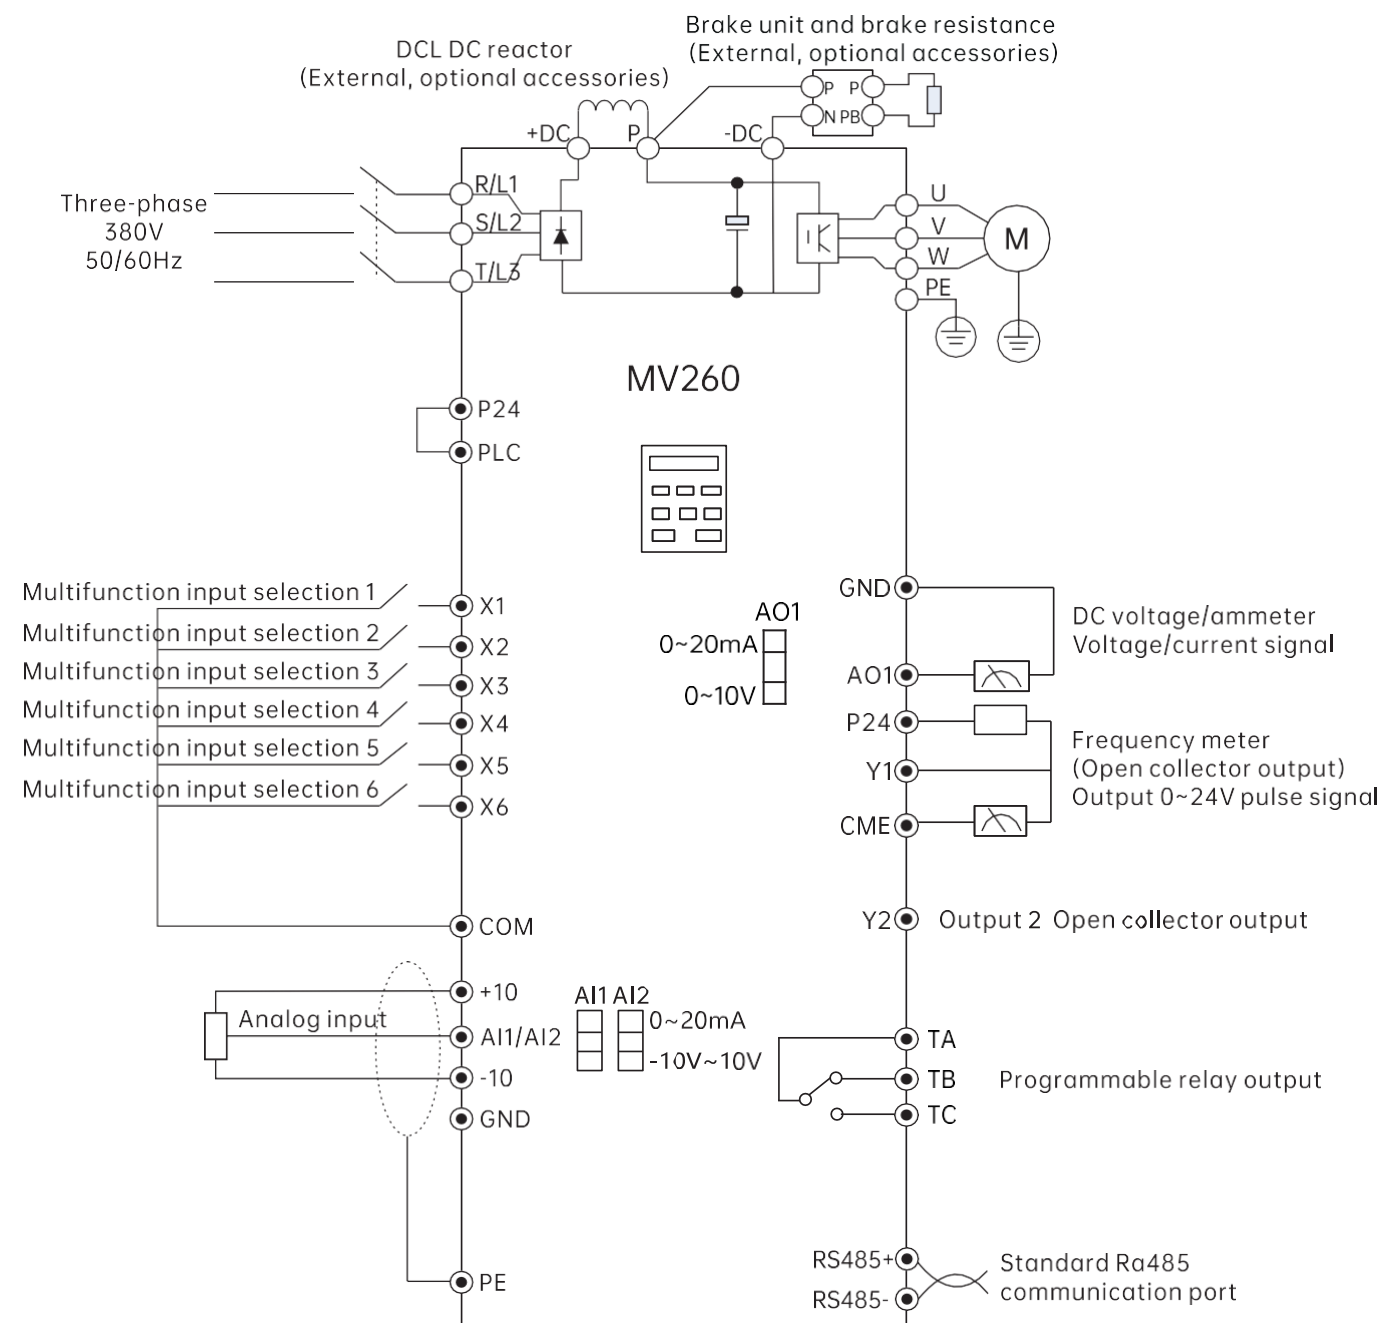 Brake unit and brake resistance
(External, optional accessories)
DCL DC reactor
(External, optional accessories)
P P
N PB
+DC P -DC
Three-phase
380V
50/60Hz
R/L1
S/L2
T/L3
U
V
W
PE
M
MV260
P24
PLC
Multifunction input selection 1
Multifunction input selection 2
Multifunction input selection 3
Multifunction input selection 4
Multifunction input selection 5
Multifunction input selection 6
X1
X2
X3
X4
X5
X6
COM
AO1
0~20mA
0~10V
GND
AO1
P24
Y1
CME
DC voltage/ammeter
Voltage/current signal
Frequency meter
(Open collector output)
Output 0~24V pulse signal
Y2 Output 2 Open collector output
Analog input
+10
AI1/AI2
-10
GND
PE
AI1 AI2
0~20mA
-10V~10V
TA
TB
TC
Programmable relay output
RS485+
RS485-
Standard Ra485
communication port